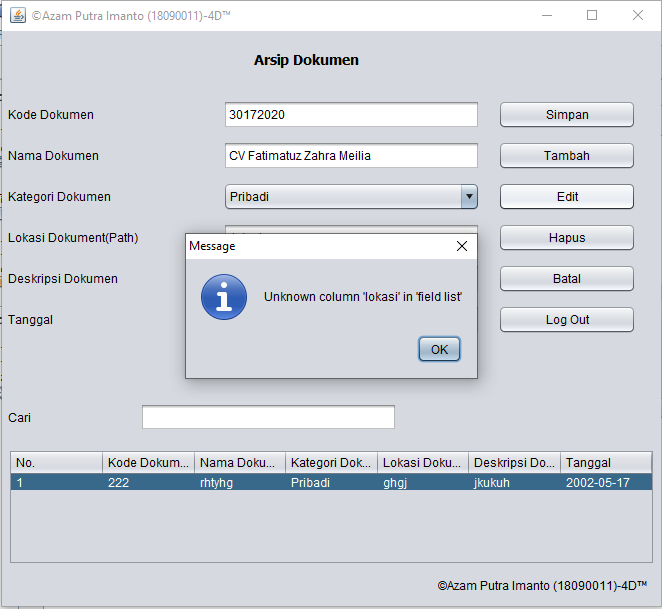 ©Azam Putra Imanto (18090011)-4D™
Arsip Dokumen
Kode Dokumen 30172020 Simpan
Nama Dokumen CV Fatimatuz Zahra Meilia Tambah
Kategori Dokumen Pribadi Edit
Lokasi Dokument(Path) Hapus
Message
Deskripsi Dokumen Batal
Unknown column 'lokasi' in 'field list'
Tanggal Log Out
OK
Cari
No. Kode Dokum... Nama Doku... Kategori Dok... Lokasi Doku... Deskripsi Do... Tanggal
1 222 rhtyhg Pribadi ghgj jkukuh 2002-05-17
©Azam Putra Imanto (18090011)-4D™